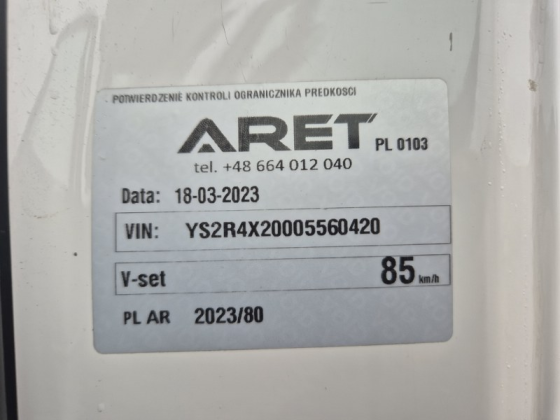 POTWIERDZENIE KONTROLI OGRANICZNIKA PREDKOSCI
ARET PL 0103
tel. +48 664 012 040
Data: 18-03-2023
VIN: YS2R4X20005560420
V-set 85 km/h
PL AR 2023/80